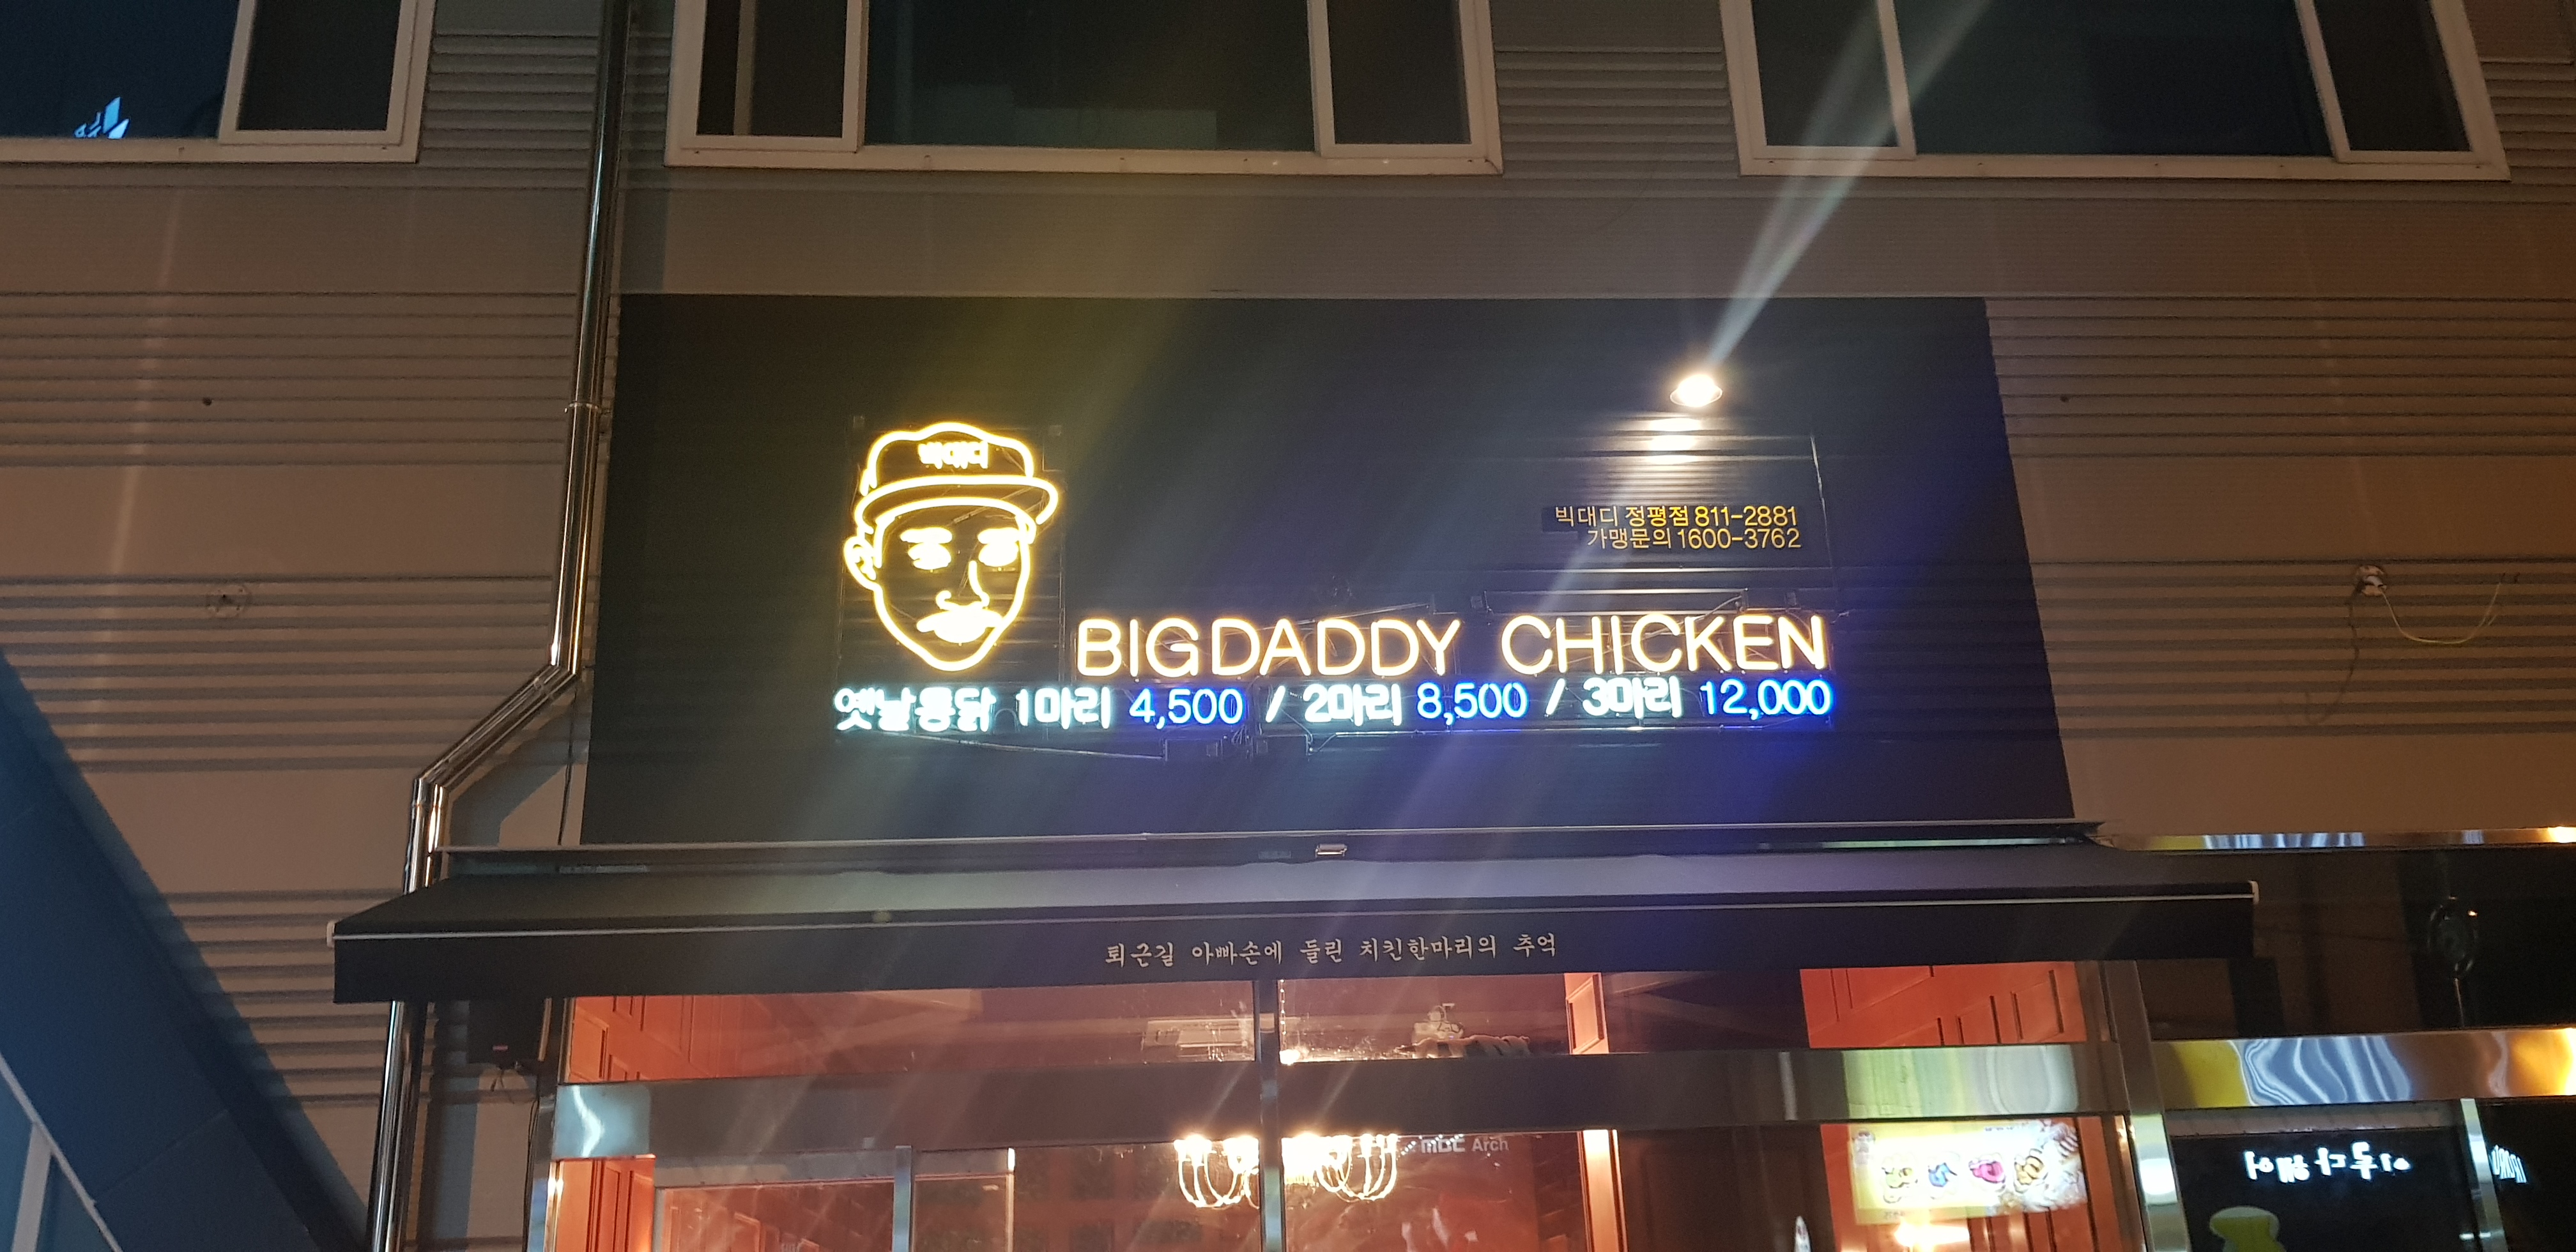 빅대디
빅대디 정평점 811-2881
가맹문의 1600-3762
BIGDADDY CHICKEN
옛날통닭 1마리 4,500 / 2마리 8,500 / 3마리 12,000
퇴근길 아빠손에 들린 치킨한마리의 추억
mbc Arch